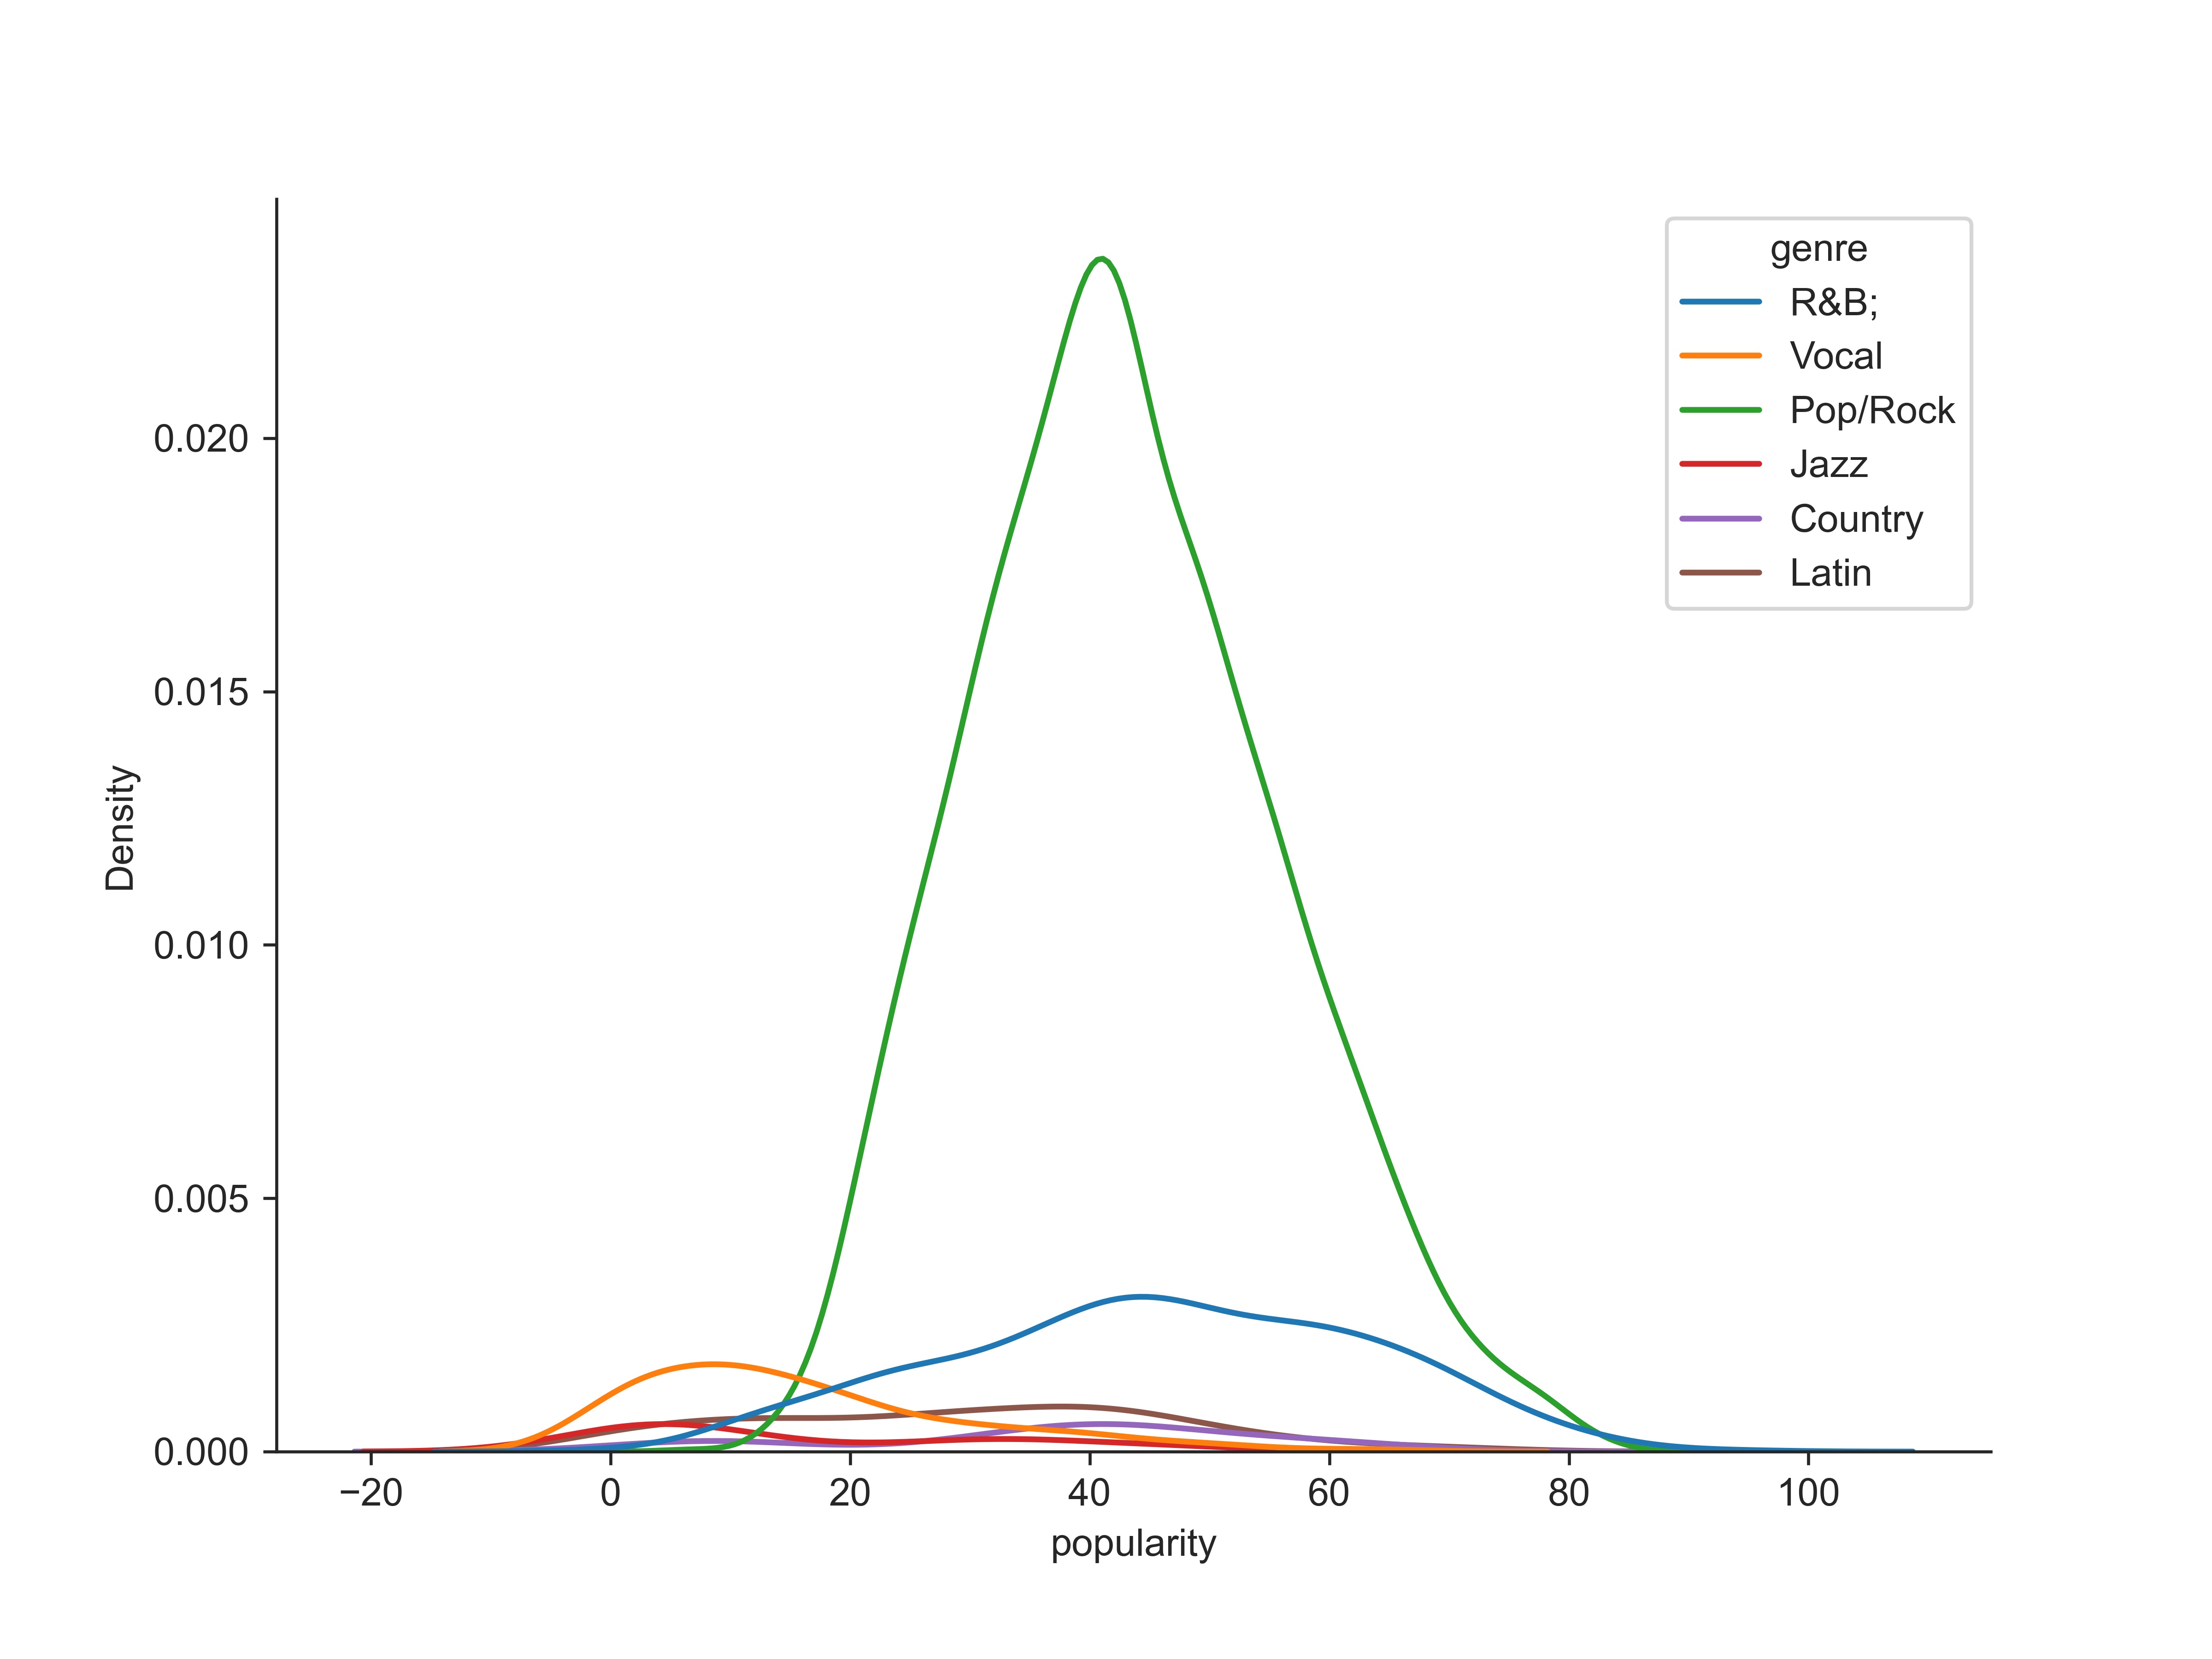 genre
R&B;
Vocal
Pop/Rock
Jazz
Country
Latin
Density
0.020
0.015
0.010
0.005
0.000
−20 0 20 40 60 80 100
popularity